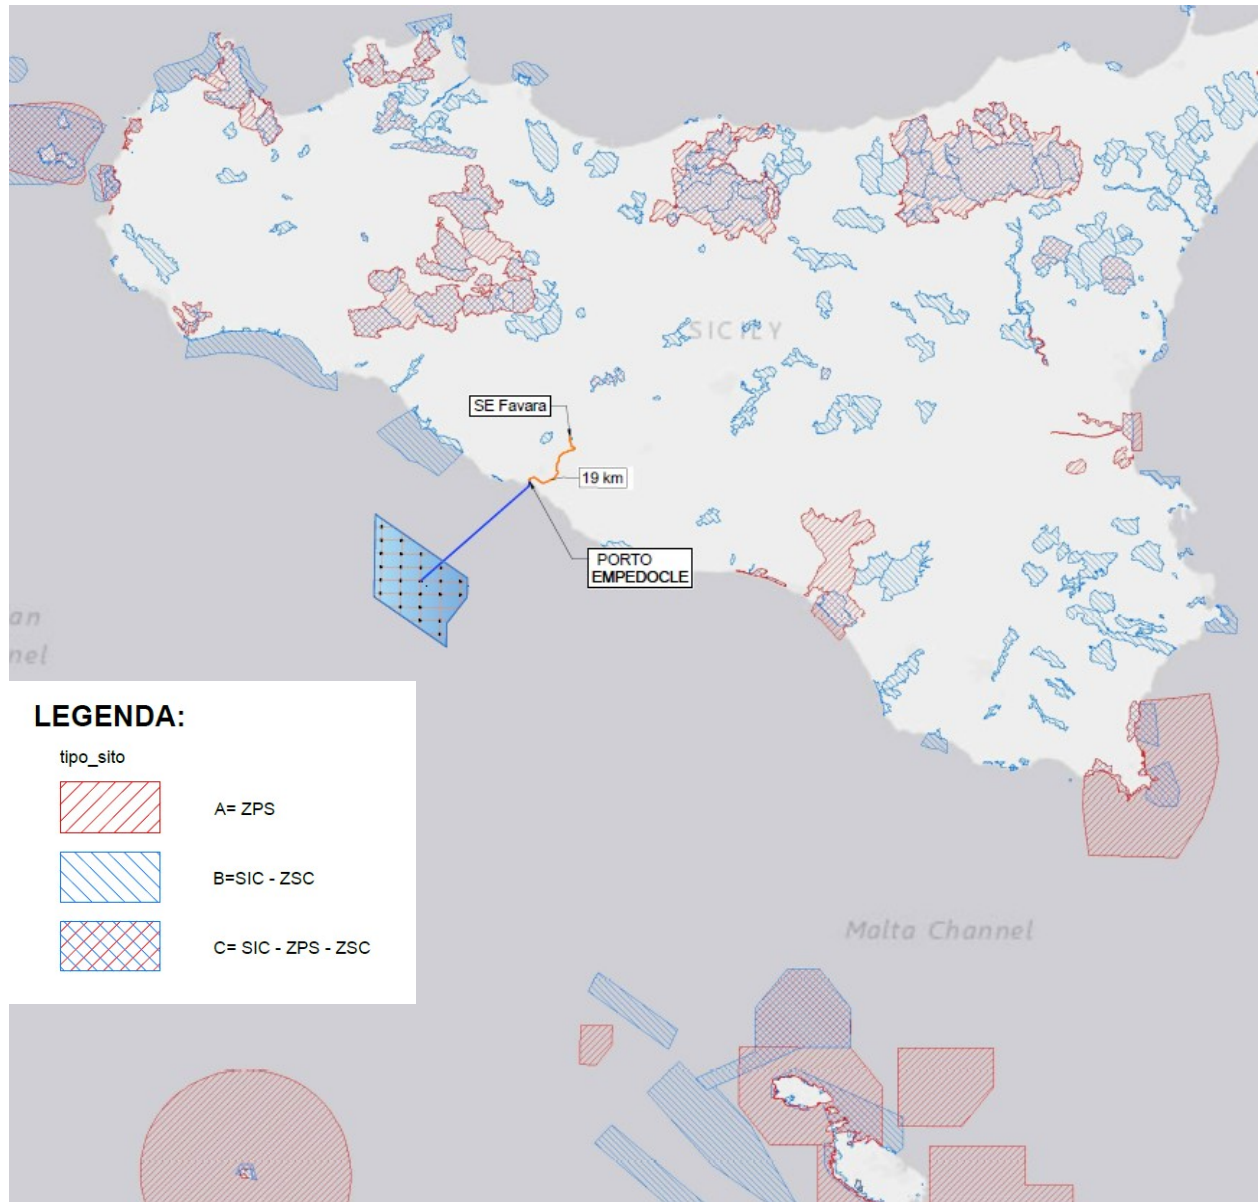 SICILY
SE Favara
19 km
PORTO
EMPEDOCLE
an
nel
LEGENDA:
tipo_sito
A= ZPS
B=SIC - ZSC
C= SIC - ZPS - ZSC
Malta Channel